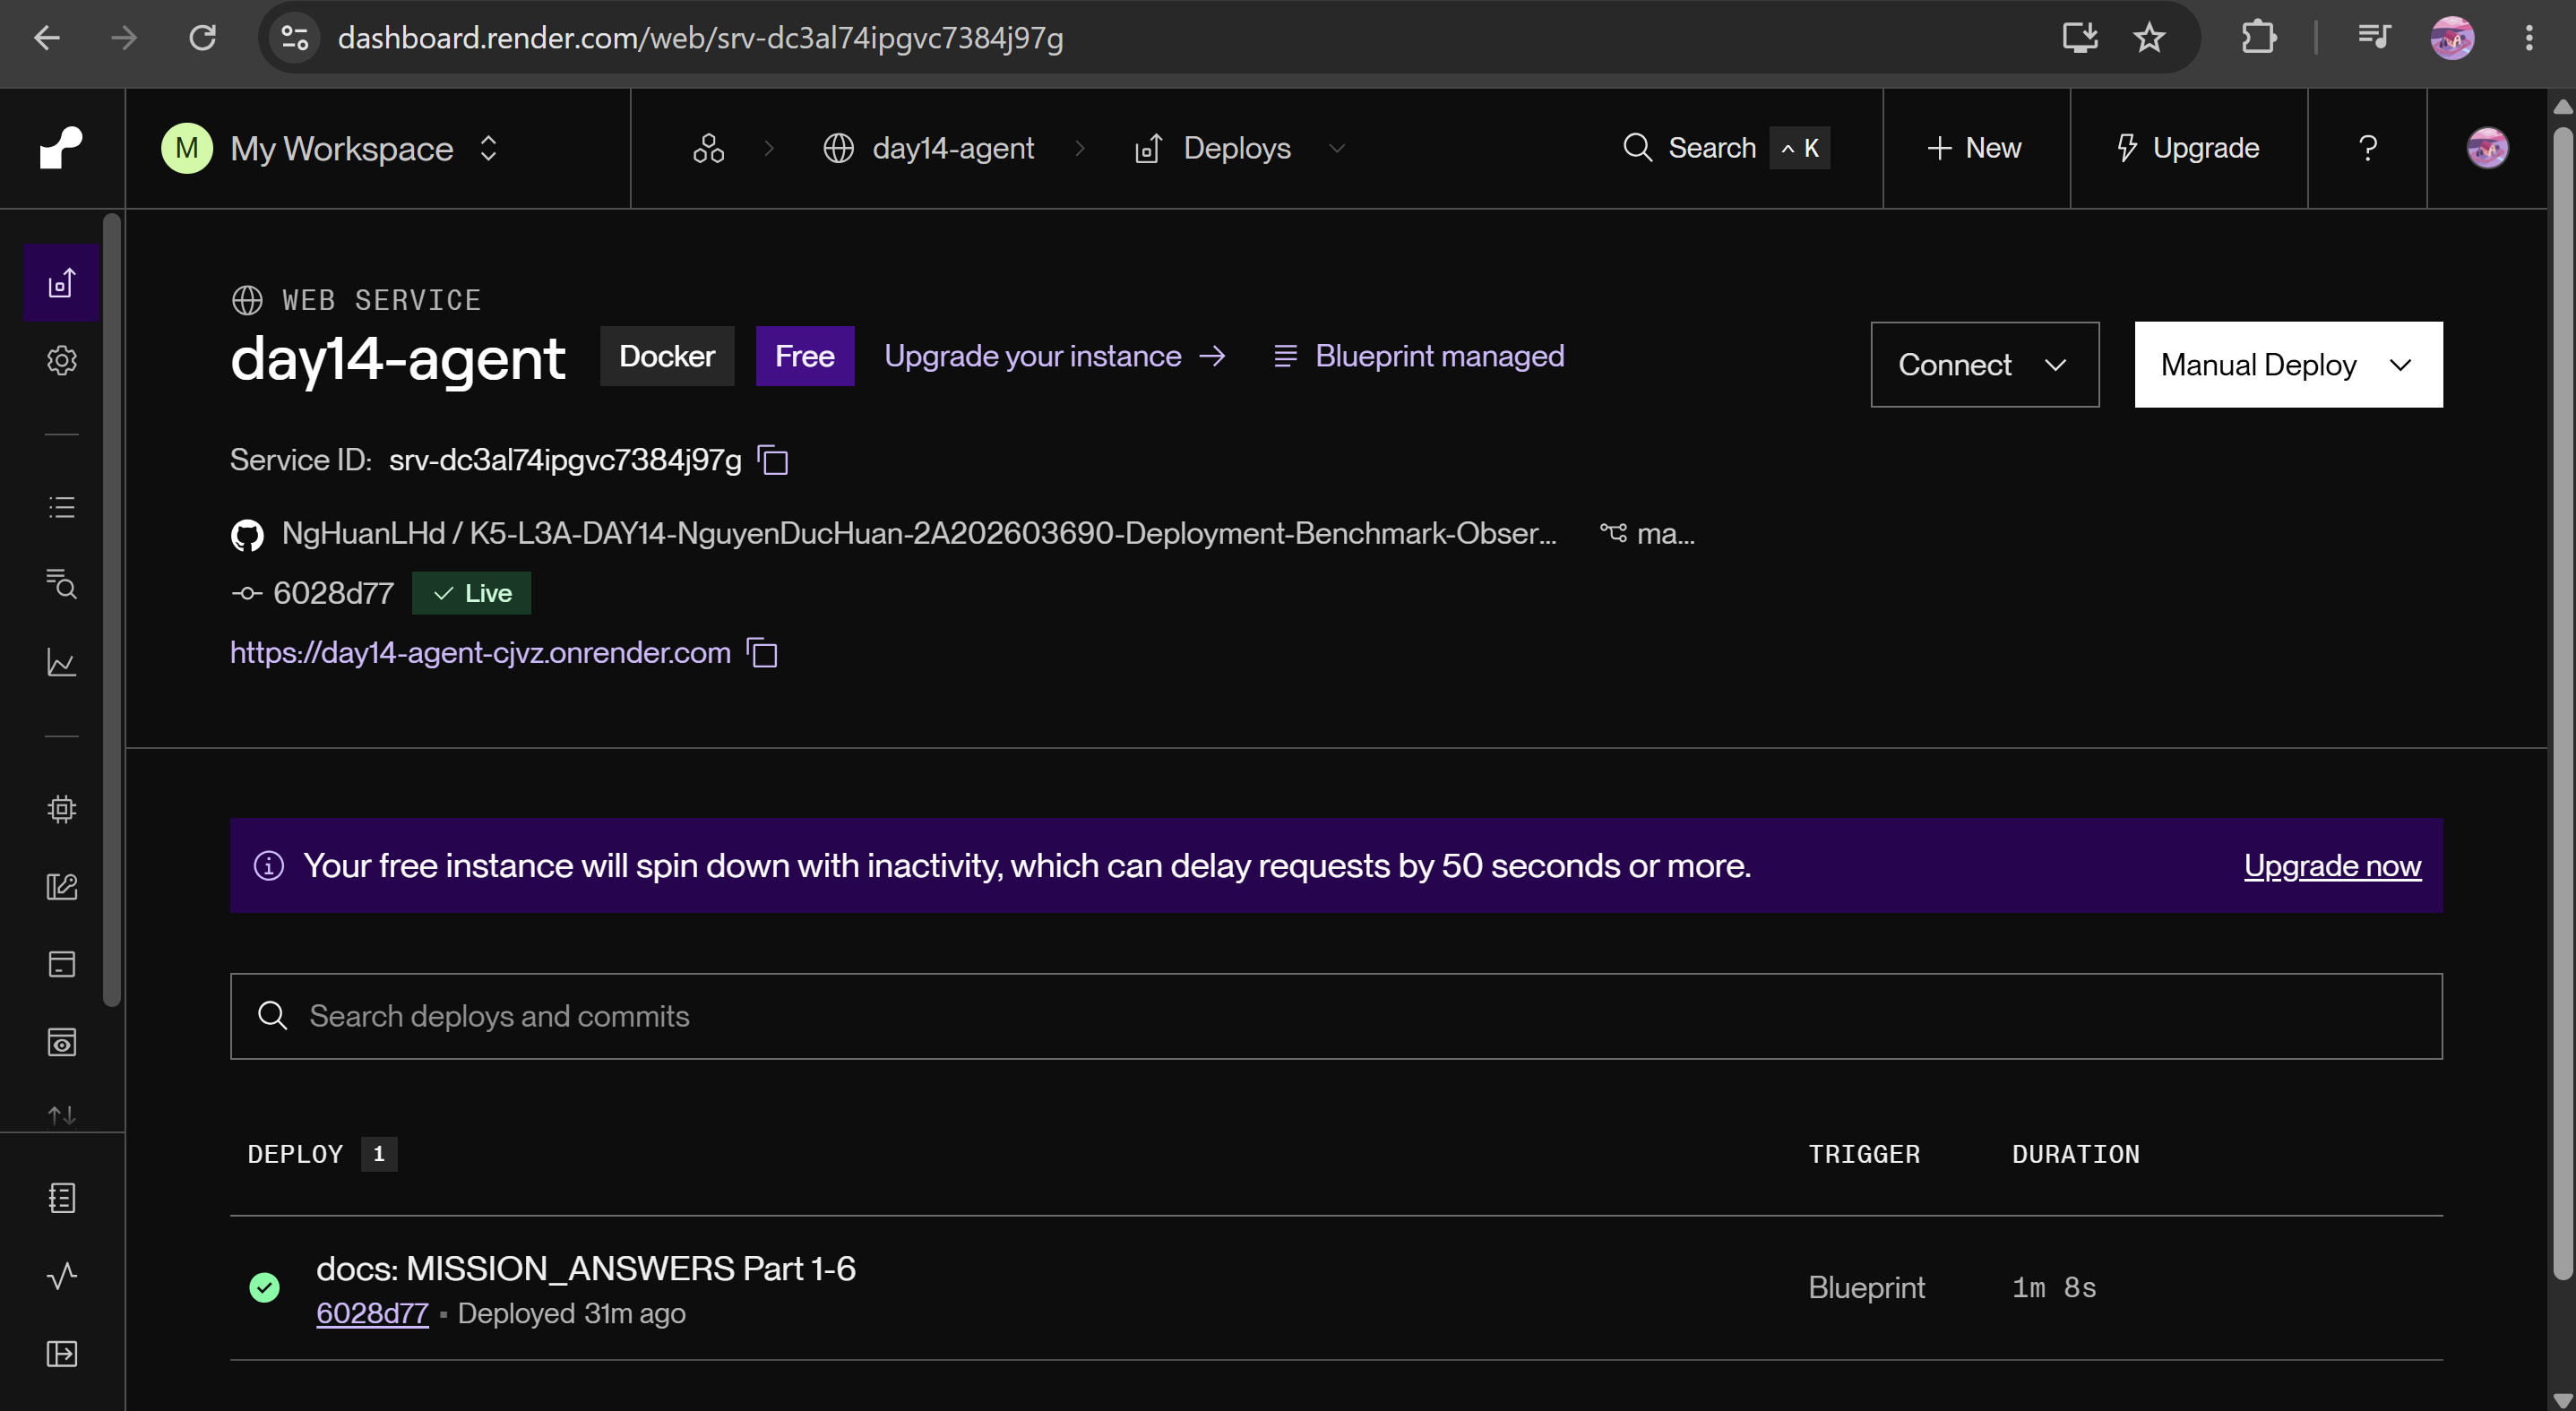 dashboard.render.com/web/srv-dc3al74ipgvc7384j97g
M My Workspace
day14-agent
Deploys
Search ^ K
+ New
Upgrade
?
WEB SERVICE
day14-agent Docker Free Upgrade your instance → Blueprint managed
Connect
Manual Deploy
Service ID: srv-dc3al74ipgvc7384j97g
NgHuanLHd / K5-L3A-DAY14-NguyenDucHuan-2A202603690-Deployment-Benchmark-Obser... ma...
6028d77 Live
https://day14-agent-cjvz.onrender.com
Your free instance will spin down with inactivity, which can delay requests by 50 seconds or more. Upgrade now
Search deploys and commits
DEPLOY 1 TRIGGER DURATION
docs: MISSION_ANSWERS Part 1-6
6028d77 ▪ Deployed 31m ago
Blueprint 1m 8s